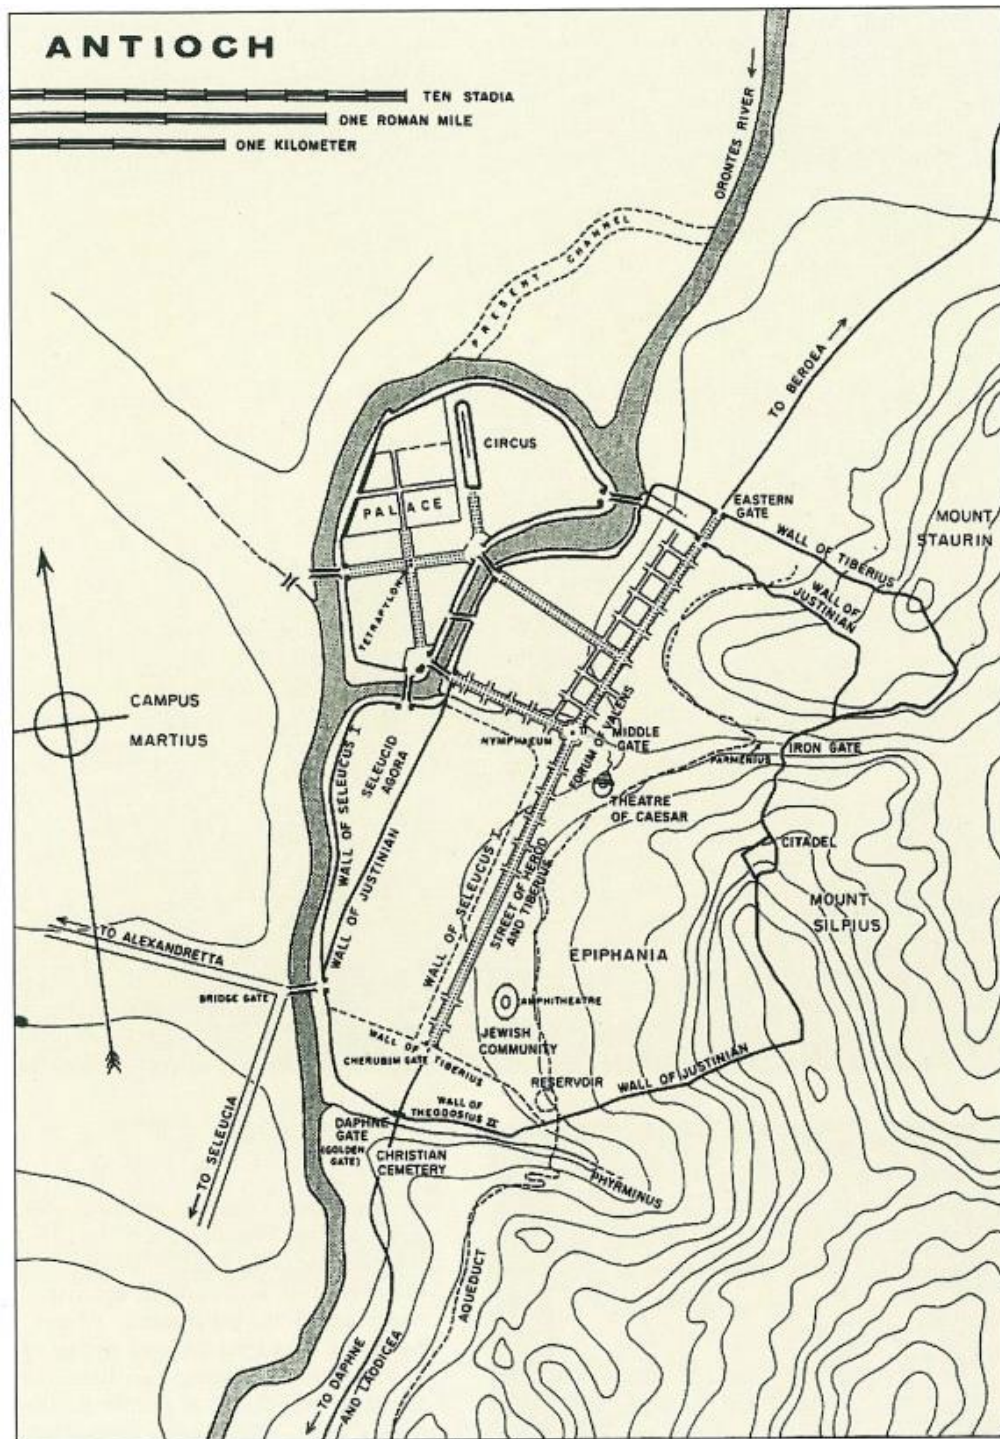 ANTIOCH
TEN STADIA
ONE ROMAN MILE
ONE KILOMETER
ORONTES RIVER
PRESENT CHANNEL
TO BEROEA
CIRCUS
PALACE
EASTERN
GATE
MOUNT
STAURIN
WALL OF TIBERIUS
WALL OF
JUSTINIAN
TETRAPYLON
CAMPUS
MARTIUS
NYMPHAEUM
FORUM OF VALENS
MIDDLE
GATE
IRON GATE
PARMENIUS
SELEUCID
AGORA
WALL OF SELEUCUS I
THEATRE
OF CAESAR
CITADEL
WALL OF JUSTINIAN
WALL OF SELEUCUS I
STREET OF HEROD
AND TIBERIUS
MOUNT
SILPIUS
TO ALEXANDRETTA
EPIPHANIA
BRIDGE GATE
AMPHITHEATRE
JEWISH
COMMUNITY
WALL OF TIBERIUS
CHERUBIM GATE
RESERVOIR
WALL OF JUSTINIAN
WALL OF
THEODOSIUS II
DAPHNE
GATE
(GOLDEN
GATE)
CHRISTIAN
CEMETERY
TO SELEUCIA
PHYRMINUS
AQUEDUCT
TO DAPHNE
AND LAODICEA